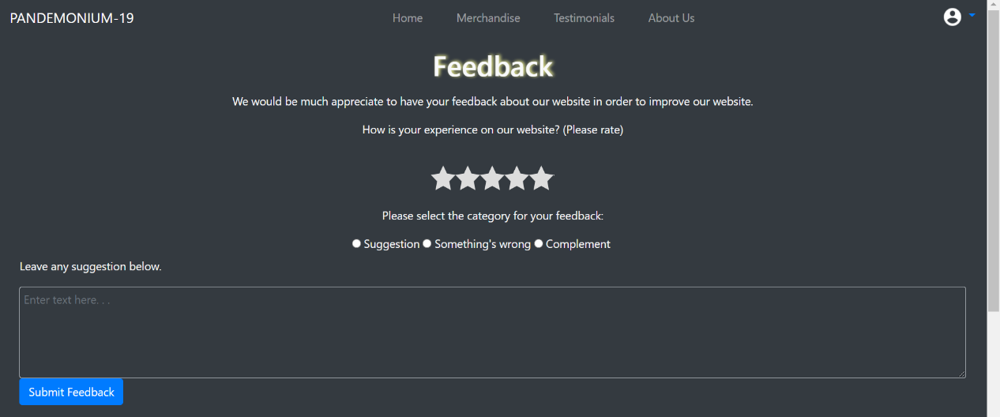 PANDEMONIUM-19 Home Merchandise Testimonials About Us
Feedback
We would be much appreciate to have your feedback about our website in order to improve our website.
How is your experience on our website? (Please rate)
Please select the category for your feedback:
Suggestion Something's wrong Complement
Leave any suggestion below.
Enter text here. . .
Submit Feedback